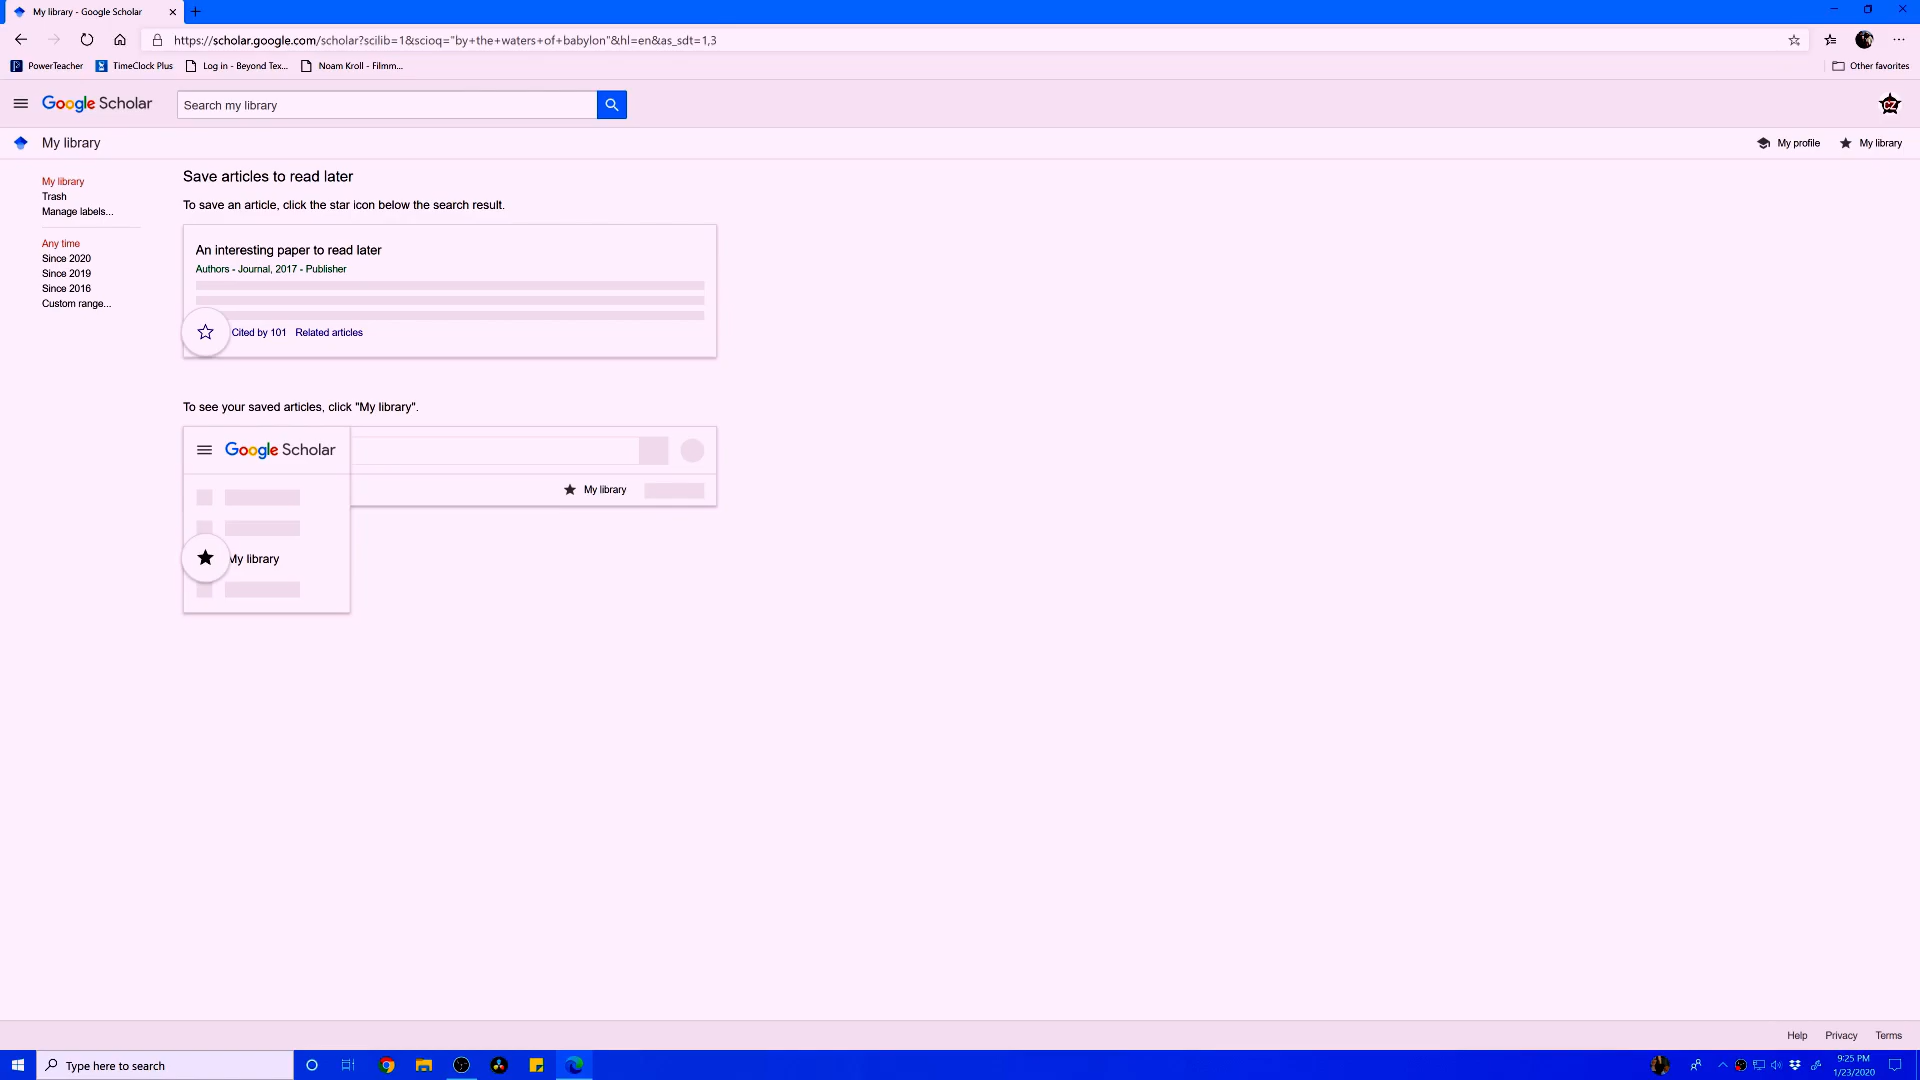 My library - Google Scholar
https://scholar.google.com/scholar?scilib=1&scioq="by+the+waters+of+babylon"&hl=en&as_sdt=1,3
PowerTeacher TimeClock Plus Log in - Beyond Tex... Noam Kroll - Filmm... Other favorites
Google Scholar Search my library
My library My profile My library
My library
Trash
Manage labels...
Any time
Since 2020
Since 2019
Since 2016
Custom range...
Save articles to read later
To save an article, click the star icon below the search result.
An interesting paper to read later
Authors - Journal, 2017 - Publisher
Cited by 101 Related articles
To see your saved articles, click "My library".
Google Scholar
My library
My library
Help Privacy Terms
Type here to search
9:25 PM
1/23/2020